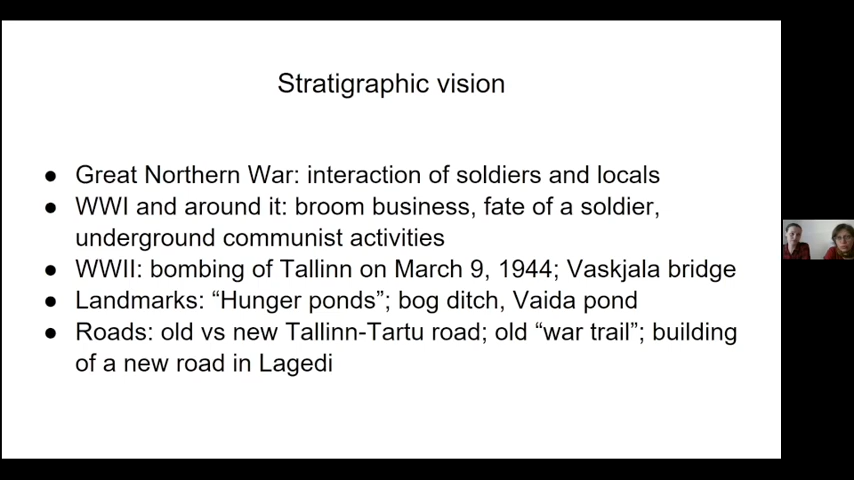 Stratigraphic vision
● Great Northern War: interaction of soldiers and locals
● WWI and around it: broom business, fate of a soldier,
underground communist activities
● WWII: bombing of Tallinn on March 9, 1944; Vaskjala bridge
● Landmarks: “Hunger ponds”; bog ditch, Vaida pond
● Roads: old vs new Tallinn-Tartu road; old “war trail”; building
of a new road in Lagedi